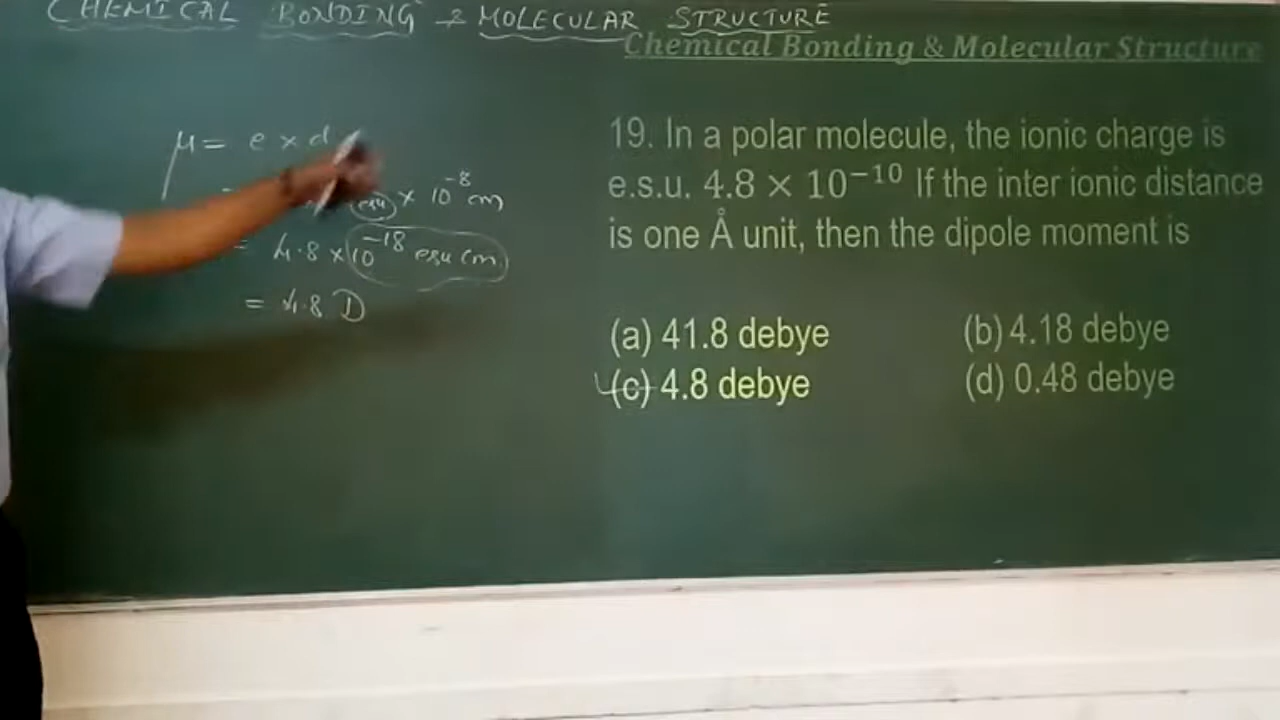 CHEMICAL BONDING & MOLECULAR STRUCTURE
Chemical Bonding & Molecular Structure
μ = e × d
esu × 10⁻⁸ cm
= 4.8 × 10⁻¹⁸ esu cm
= 4.8 D
19. In a polar molecule, the ionic charge is
e.s.u. 4.8 × 10⁻¹⁰ If the inter ionic distance
is one Å unit, then the dipole moment is
(a) 41.8 debye (b) 4.18 debye
(c) 4.8 debye (d) 0.48 debye